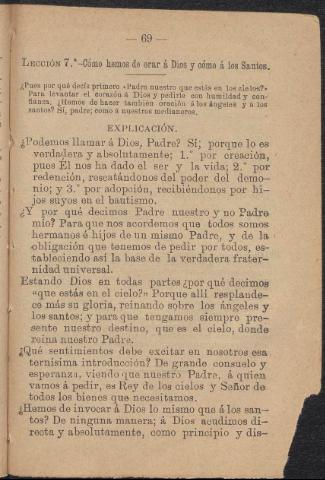 — 69 —
LECCIÓN 7.ª—Cómo hemos de orar á Dios y cómo á los Santos.
¿Pues por qué decís primero «Padre nuestro que estás en los cielos?»
Para levantar el corazón á Dios y pedirle con humildad y con-
fianza. ¿Hemos de hacer también oración á los ángeles y á los
santos? Sí, padre; como á nuestros medianeros.
EXPLICACIÓN.
¿Podemos llamar á Dios, Padre? Sí; porque lo es
verdadera y absolutamente; 1.º por creación,
pues Él nos ha dado el ser y la vida; 2.º por
redención, rescatándonos del poder del demo-
nio; y 3.º por adopción, recibiéndonos por hi-
jos suyos en el bautismo.
¿Y por qué decimos Padre nuestro y no Padre
mío? Para que nos acordemos que todos somos
hermanos é hijos de un mismo Padre, y de la
obligación que tenemos de pedir por todos, es-
tableciendo así la base de la verdadera frater-
nidad universal.
Estando Dios en todas partes ¿por qué decimos
«que estás en el cielo?» Porque allí resplande-
ce más su gloria, reinando sobre los ángeles y
los santos; y para que tengamos siempre pre-
sente nuestro destino, que es el cielo, donde
reina nuestro Padre.
¿Qué sentimientos debe excitar en nosotros esa
ternísima introducción? De grande consuelo y
esperanza, viendo que nuestro Padre, á quien
vamos á pedir, es Rey de los cielos y Señor de
todos los bienes que necesitamos.
¿Hemos de invocar á Dios lo mismo que á los san-
tos? De ninguna manera; á Dios acudimos di-
recta y absolutamente, como principio y dis-